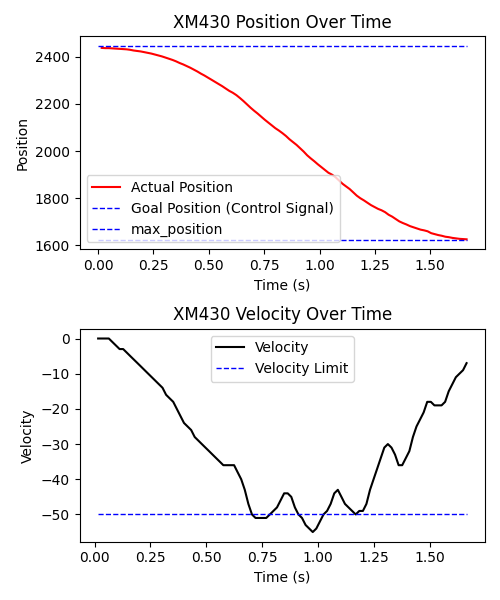 XM430 Position Over Time
Position
2400
2200
2000
1800
1600
Actual Position
Goal Position (Control Signal)
max_position
0.00 0.25 0.50 0.75 1.00 1.25 1.50
Time (s)
XM430 Velocity Over Time
Velocity
0
−10
−20
−30
−40
−50
Velocity
Velocity Limit
0.00 0.25 0.50 0.75 1.00 1.25 1.50
Time (s)